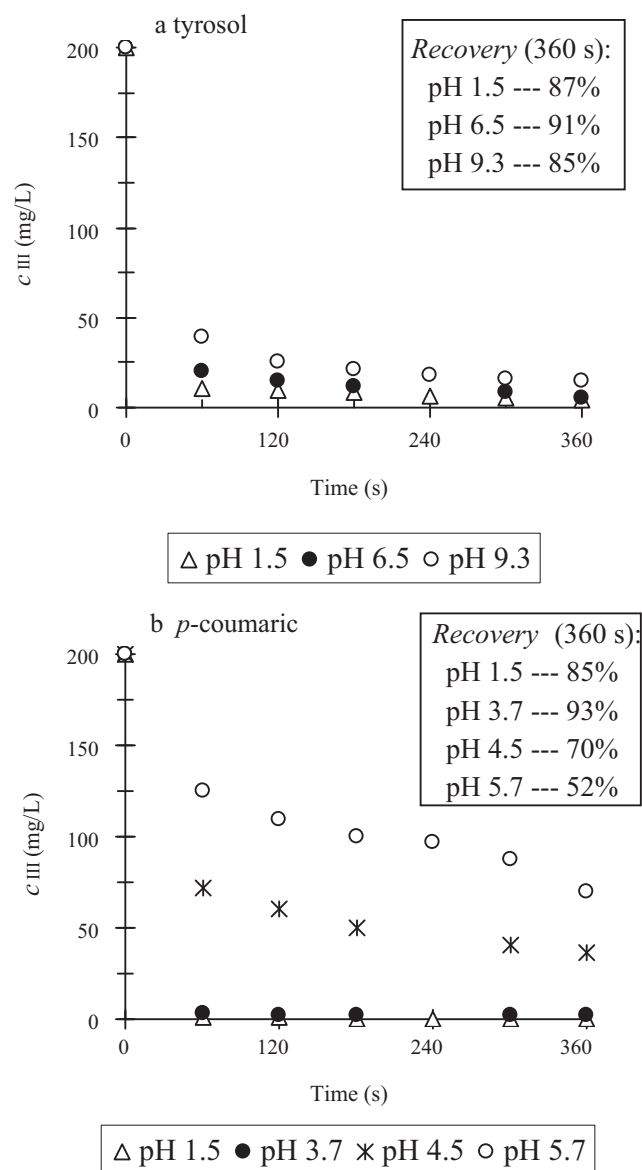 a tyrosol
Recovery (360 s):
pH 1.5 --- 87%
pH 6.5 --- 91%
pH 9.3 --- 85%
200
150
100
50
0
c III (mg/L)
0 120 240 360
Time (s)
△ pH 1.5 ● pH 6.5 ○ pH 9.3
b p-coumaric
Recovery (360 s):
pH 1.5 --- 85%
pH 3.7 --- 93%
pH 4.5 --- 70%
pH 5.7 --- 52%
200
150
100
50
0
c III (mg/L)
0 120 240 360
Time (s)
△ pH 1.5 ● pH 3.7 ж pH 4.5 ○ pH 5.7